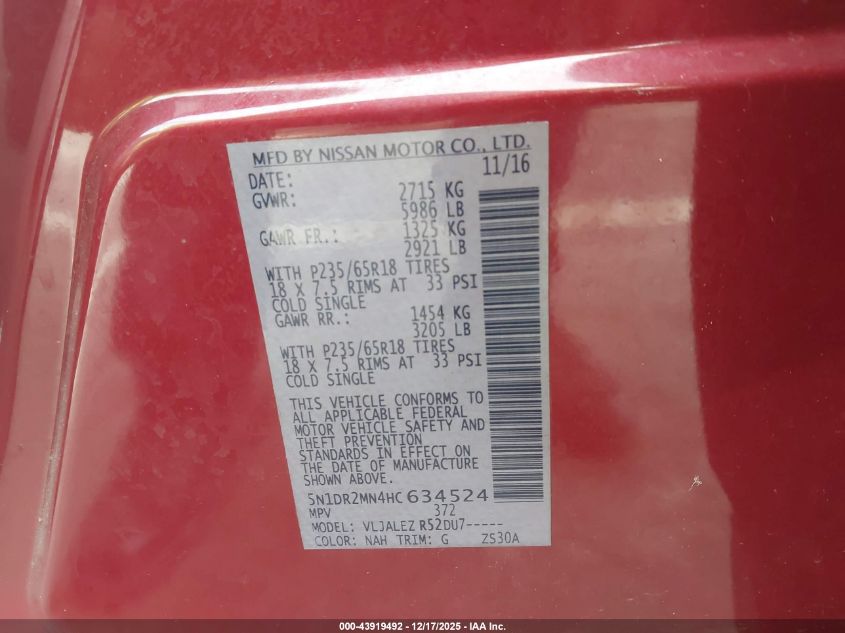 MFD BY NISSAN MOTOR CO., LTD.
DATE: 11/16
GVWR: 2715 KG
5986 LB
GAWR FR.: 1325 KG
2921 LB
WITH P235/65R18 TIRES
18 X 7.5 RIMS AT 33 PSI
COLD SINGLE
GAWR RR.: 1454 KG
3205 LB
WITH P235/65R18 TIRES
18 X 7.5 RIMS AT 33 PSI
COLD SINGLE
THIS VEHICLE CONFORMS TO
ALL APPLICABLE FEDERAL
MOTOR VEHICLE SAFETY AND
THEFT PREVENTION
STANDARDS IN EFFECT ON
THE DATE OF MANUFACTURE
SHOWN ABOVE.
5N1DR2MN4HC634524
MPV 372
MODEL: VLJALEZ R52DU7-----
COLOR: NAH TRIM: G ZS30A
000-43919492 - 12/17/2025 - IAA Inc.